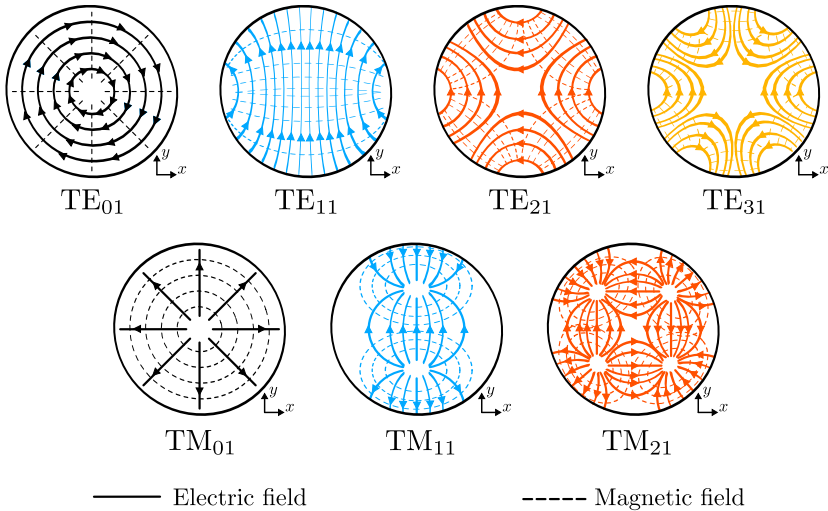 y x y x y x y x
TE₀₁ TE₁₁ TE₂₁ TE₃₁
y x y x y x
TM₀₁ TM₁₁ TM₂₁
Electric field Magnetic field